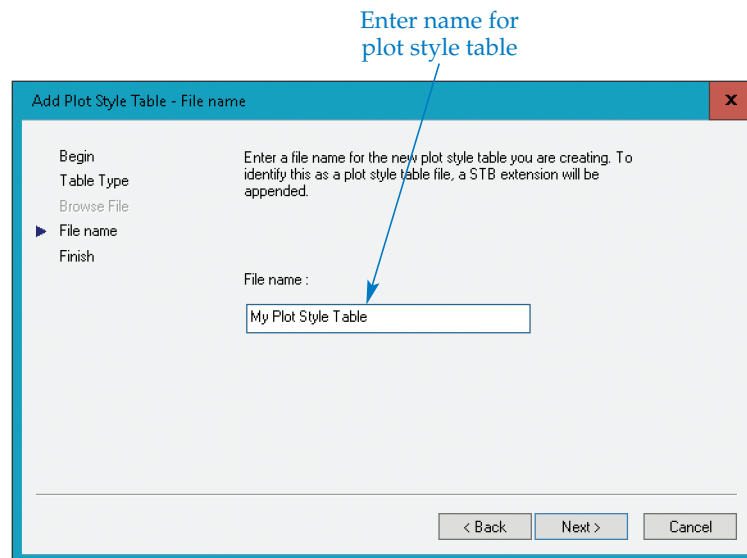 Enter name for
plot style table
Add Plot Style Table - File name
x
Begin
Table Type
Browse File
File name
Finish
Enter a file name for the new plot style table you are creating. To
identify this as a plot style table file, a STB extension will be
appended.
File name :
My Plot Style Table
< Back
Next >
Cancel